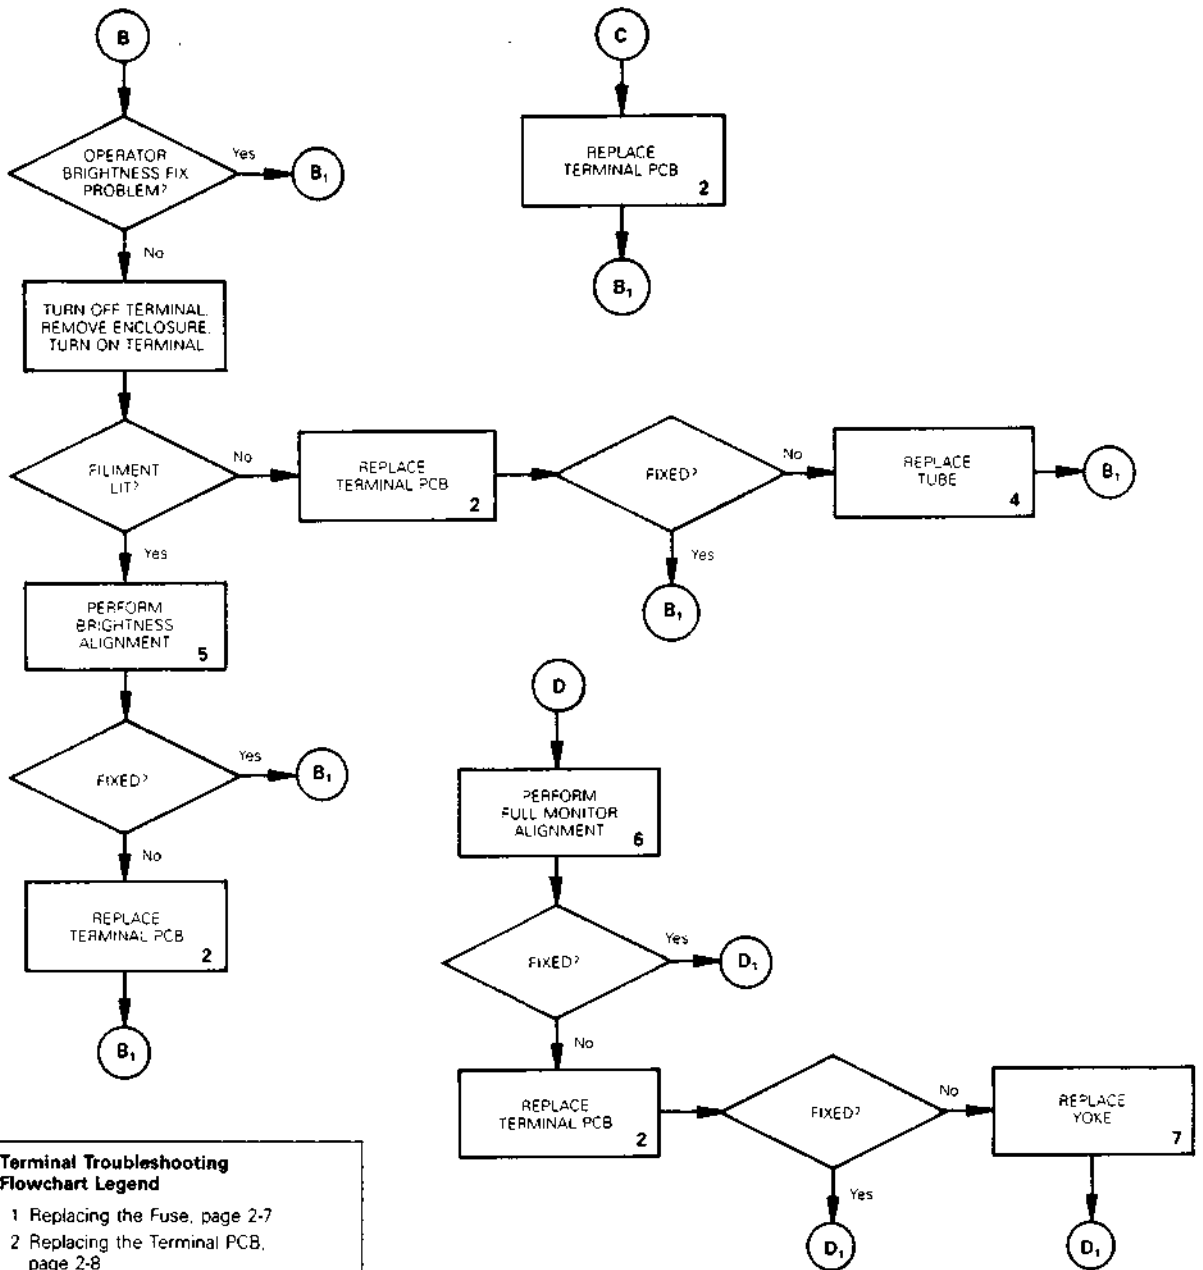 B
OPERATOR
BRIGHTNESS FIX
PROBLEM?
Yes
B₁
No
TURN OFF TERMINAL,
REMOVE ENCLOSURE,
TURN ON TERMINAL
FILIMENT
LIT?
No
REPLACE
TERMINAL PCB
2
FIXED?
No
REPLACE
TUBE
4
B₁
Yes
B₁
Yes
PERFORM
BRIGHTNESS
ALIGNMENT
5
FIXED?
Yes
B₁
No
REPLACE
TERMINAL PCB
2
B₁
C
REPLACE
TERMINAL PCB
2
B₁
D
PERFORM
FULL MONITOR
ALIGNMENT
6
FIXED?
Yes
D₁
No
REPLACE
TERMINAL PCB
2
FIXED?
No
REPLACE
YOKE
7
D₁
Yes
D₁
Terminal Troubleshooting
Flowchart Legend
1 Replacing the Fuse, page 2-7
2 Replacing the Terminal PCB,
page 2-8